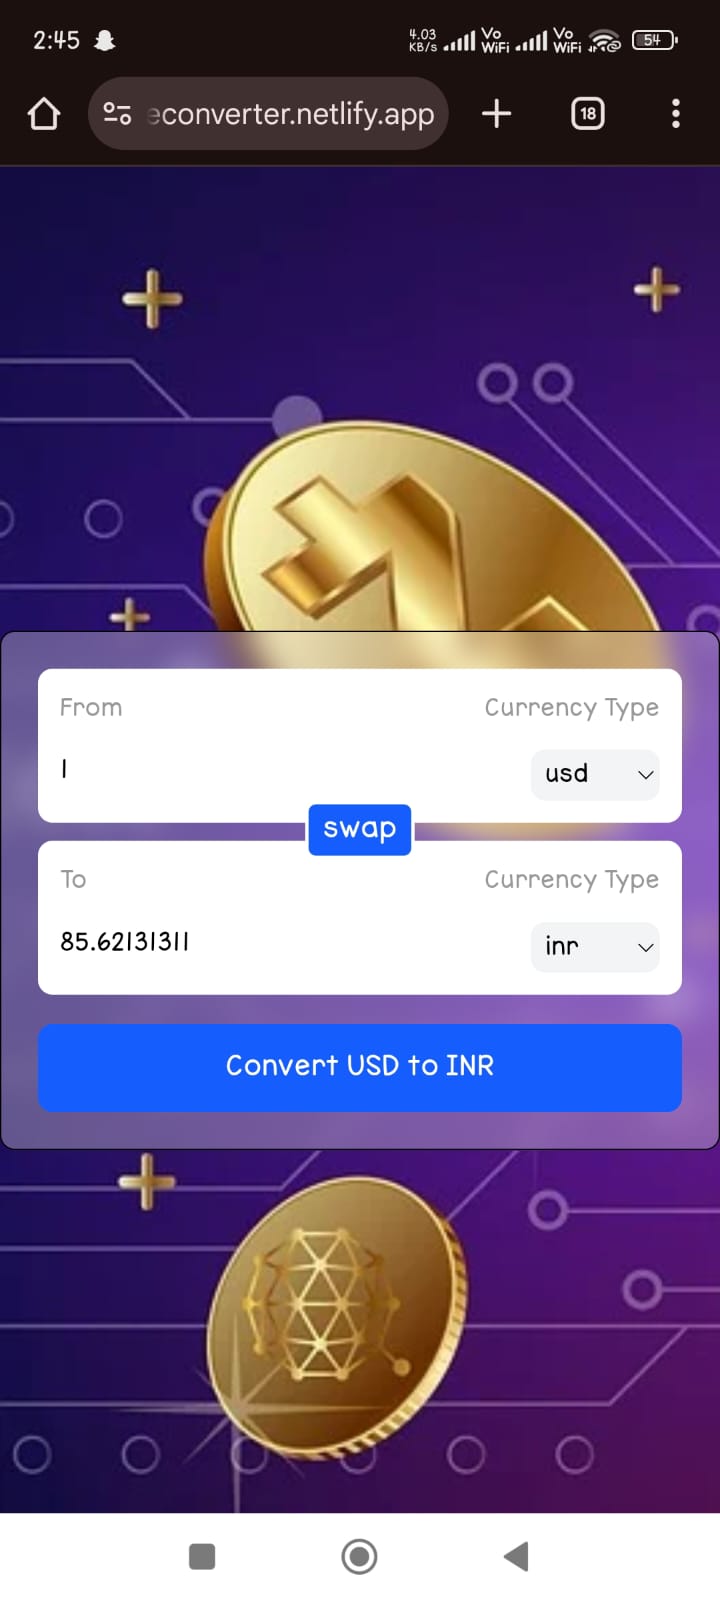 2:45 4.03 KB/s Vo WiFi Vo WiFi 54
econverter.netlify.app 18
From Currency Type
1 usd
swap
To Currency Type
85.62131311 inr
Convert USD to INR